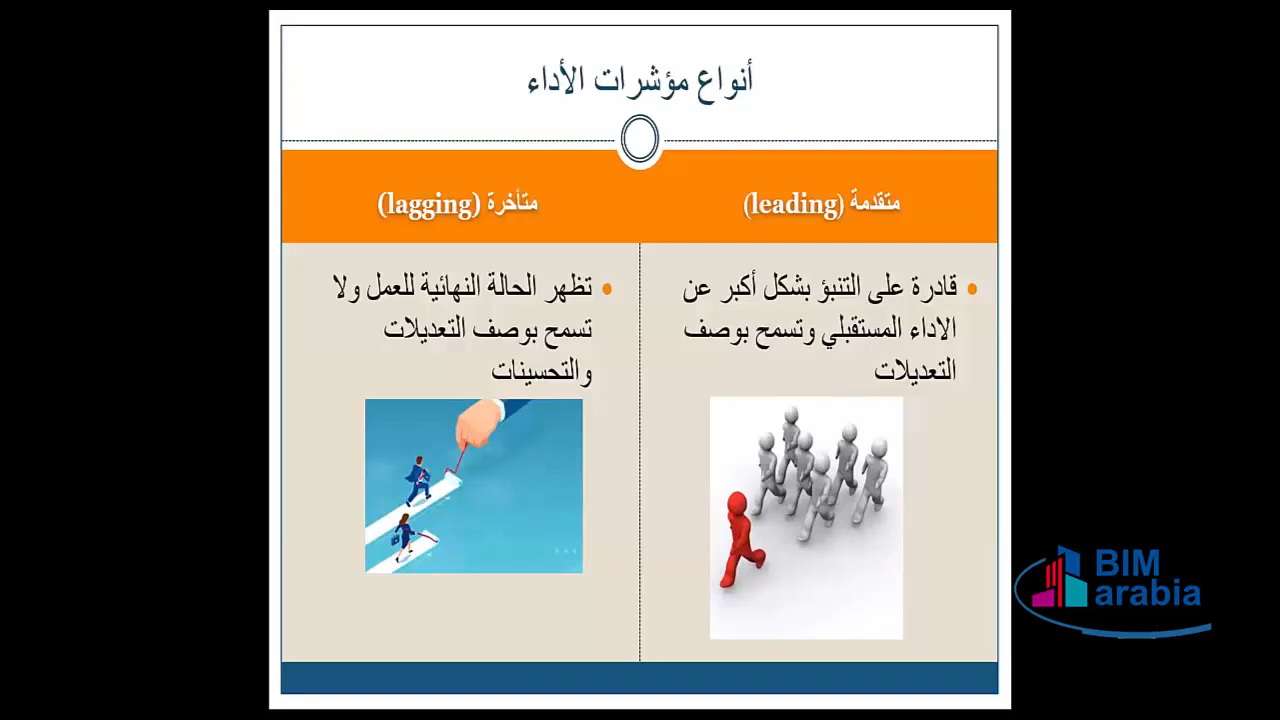 أنواع مؤشرات الأداء
متقدمة (leading)
متأخرة (lagging)
قادرة على التنبؤ بشكل أكبر عن
الاداء المستقبلي وتسمح بوصف
التعديلات
تظهر الحالة النهائية للعمل ولا
تسمح بوصف التعديلات
والتحسينات
BIM
arabia